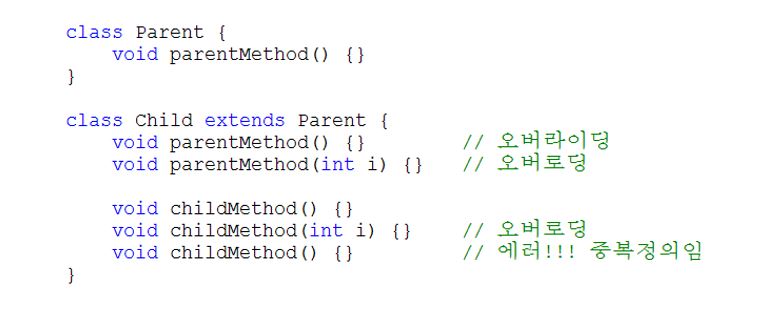 class Parent {
    void parentMethod() {}
}
class Child extends Parent {
    void parentMethod() {}        // 오버라이딩
    void parentMethod(int i) {}   // 오버로딩
    void childMethod() {}
    void childMethod(int i) {}    // 오버로딩
    void childMethod() {}         // 에러!!! 중복정의임
}